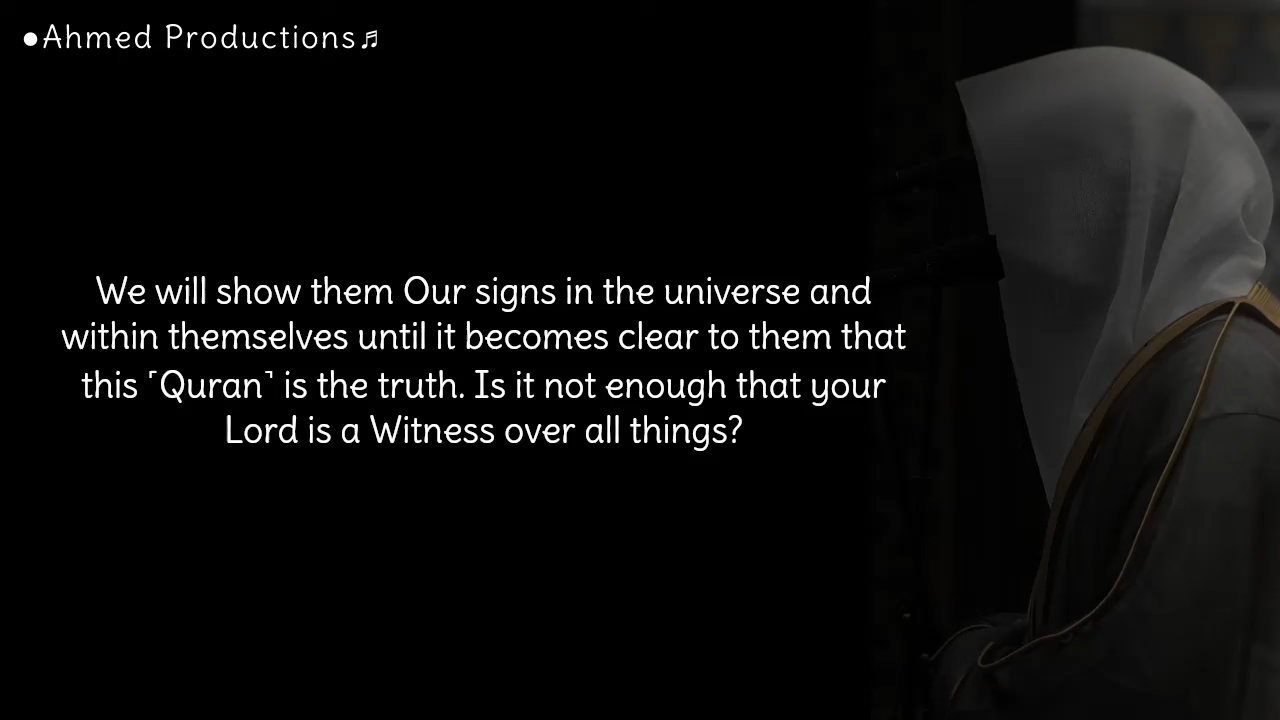 ●Ahmed Productions♬
We will show them Our signs in the universe and
within themselves until it becomes clear to them that
this ˹Quran˺ is the truth. Is it not enough that your
Lord is a Witness over all things?